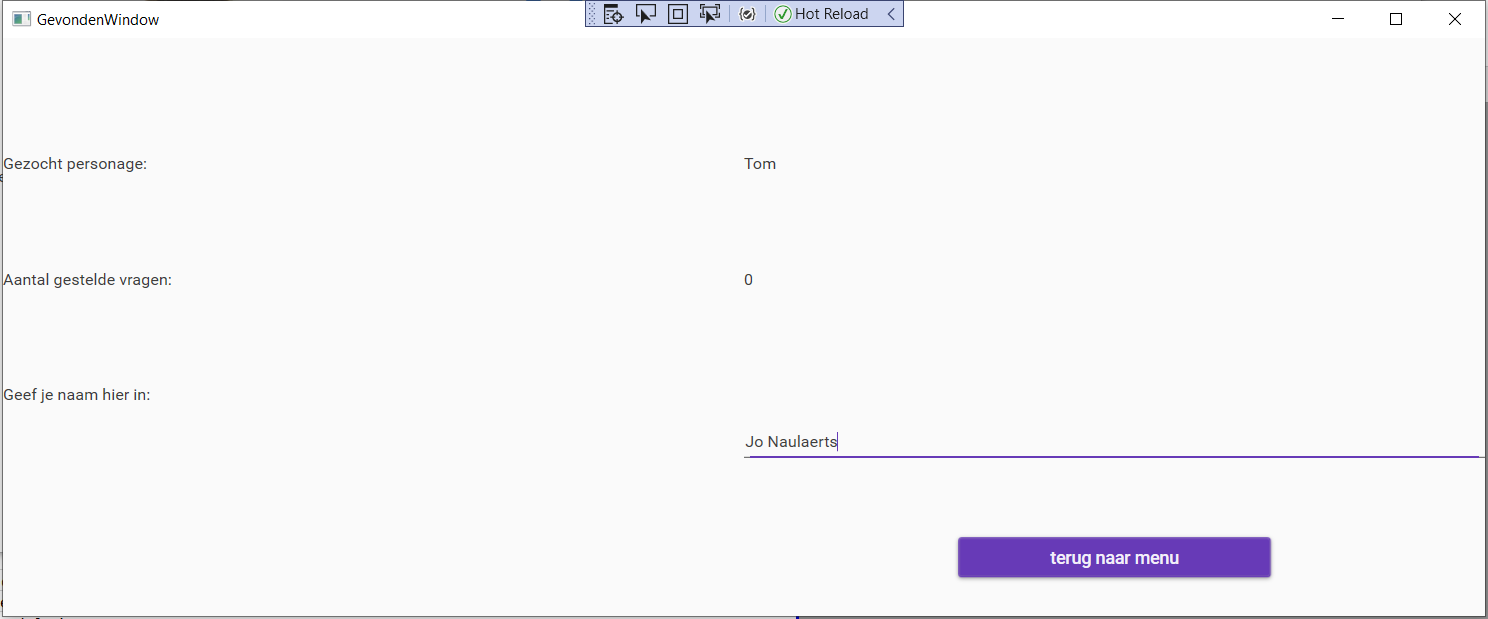 GevondenWindow
Hot Reload
Gezocht personage:
Tom
Aantal gestelde vragen:
0
Geef je naam hier in:
Jo Naulaerts
terug naar menu